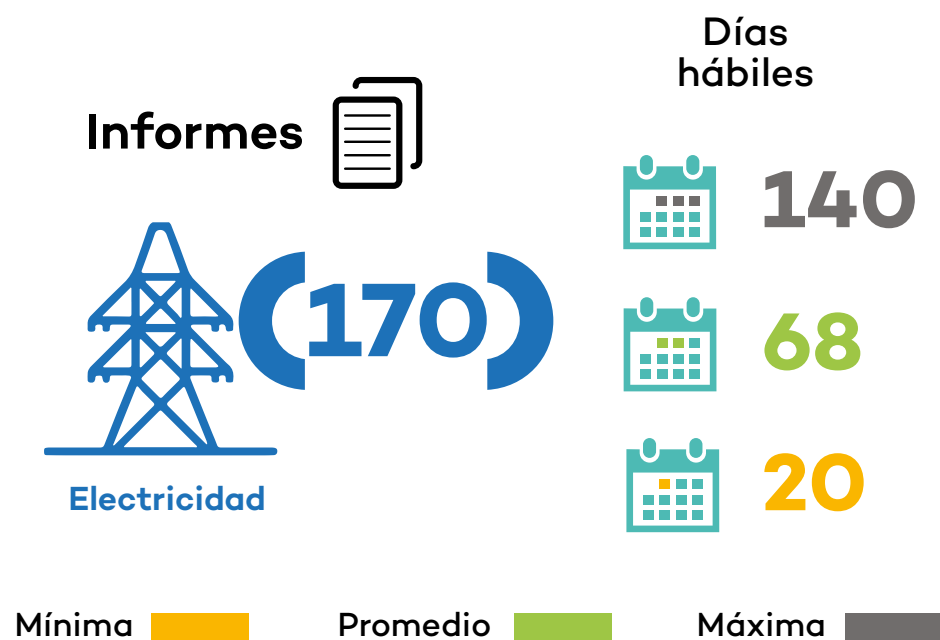 Días
hábiles
Informes
140
(170)
68
20
Electricidad
Mínima
Promedio
Máxima